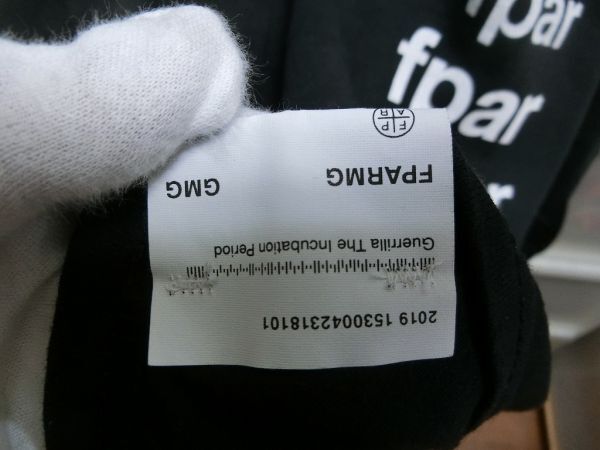 fpar
fpar
2019 1530042318101
Guerrilla The Incubation Period
FPARMG GMG
F P
A R